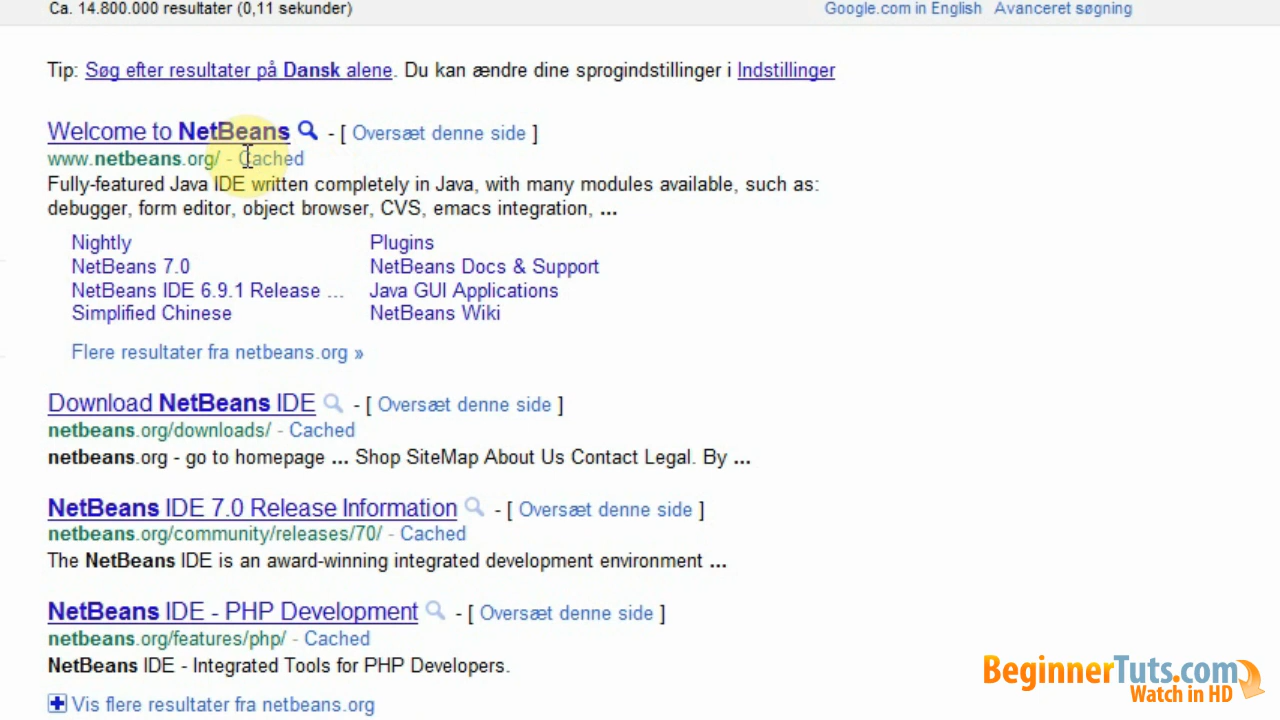 Ca. 14.800.000 resultater (0,11 sekunder) Google.com in English Avanceret søgning
Tip: Søg efter resultater på Dansk alene. Du kan ændre dine sprogindstillinger i Indstillinger
Welcome to NetBeans - [ Oversæt denne side ]
www.netbeans.org/ - Cached
Fully-featured Java IDE written completely in Java, with many modules available, such as:
debugger, form editor, object browser, CVS, emacs integration, ...
Nightly Plugins
NetBeans 7.0 NetBeans Docs & Support
NetBeans IDE 6.9.1 Release ... Java GUI Applications
Simplified Chinese NetBeans Wiki
Flere resultater fra netbeans.org »
Download NetBeans IDE - [ Oversæt denne side ]
netbeans.org/downloads/ - Cached
netbeans.org - go to homepage ... Shop SiteMap About Us Contact Legal. By ...
NetBeans IDE 7.0 Release Information - [ Oversæt denne side ]
netbeans.org/community/releases/70/ - Cached
The NetBeans IDE is an award-winning integrated development environment ...
NetBeans IDE - PHP Development - [ Oversæt denne side ]
netbeans.org/features/php/ - Cached
NetBeans IDE - Integrated Tools for PHP Developers.
Vis flere resultater fra netbeans.org
BeginnerTuts.com
Watch in HD